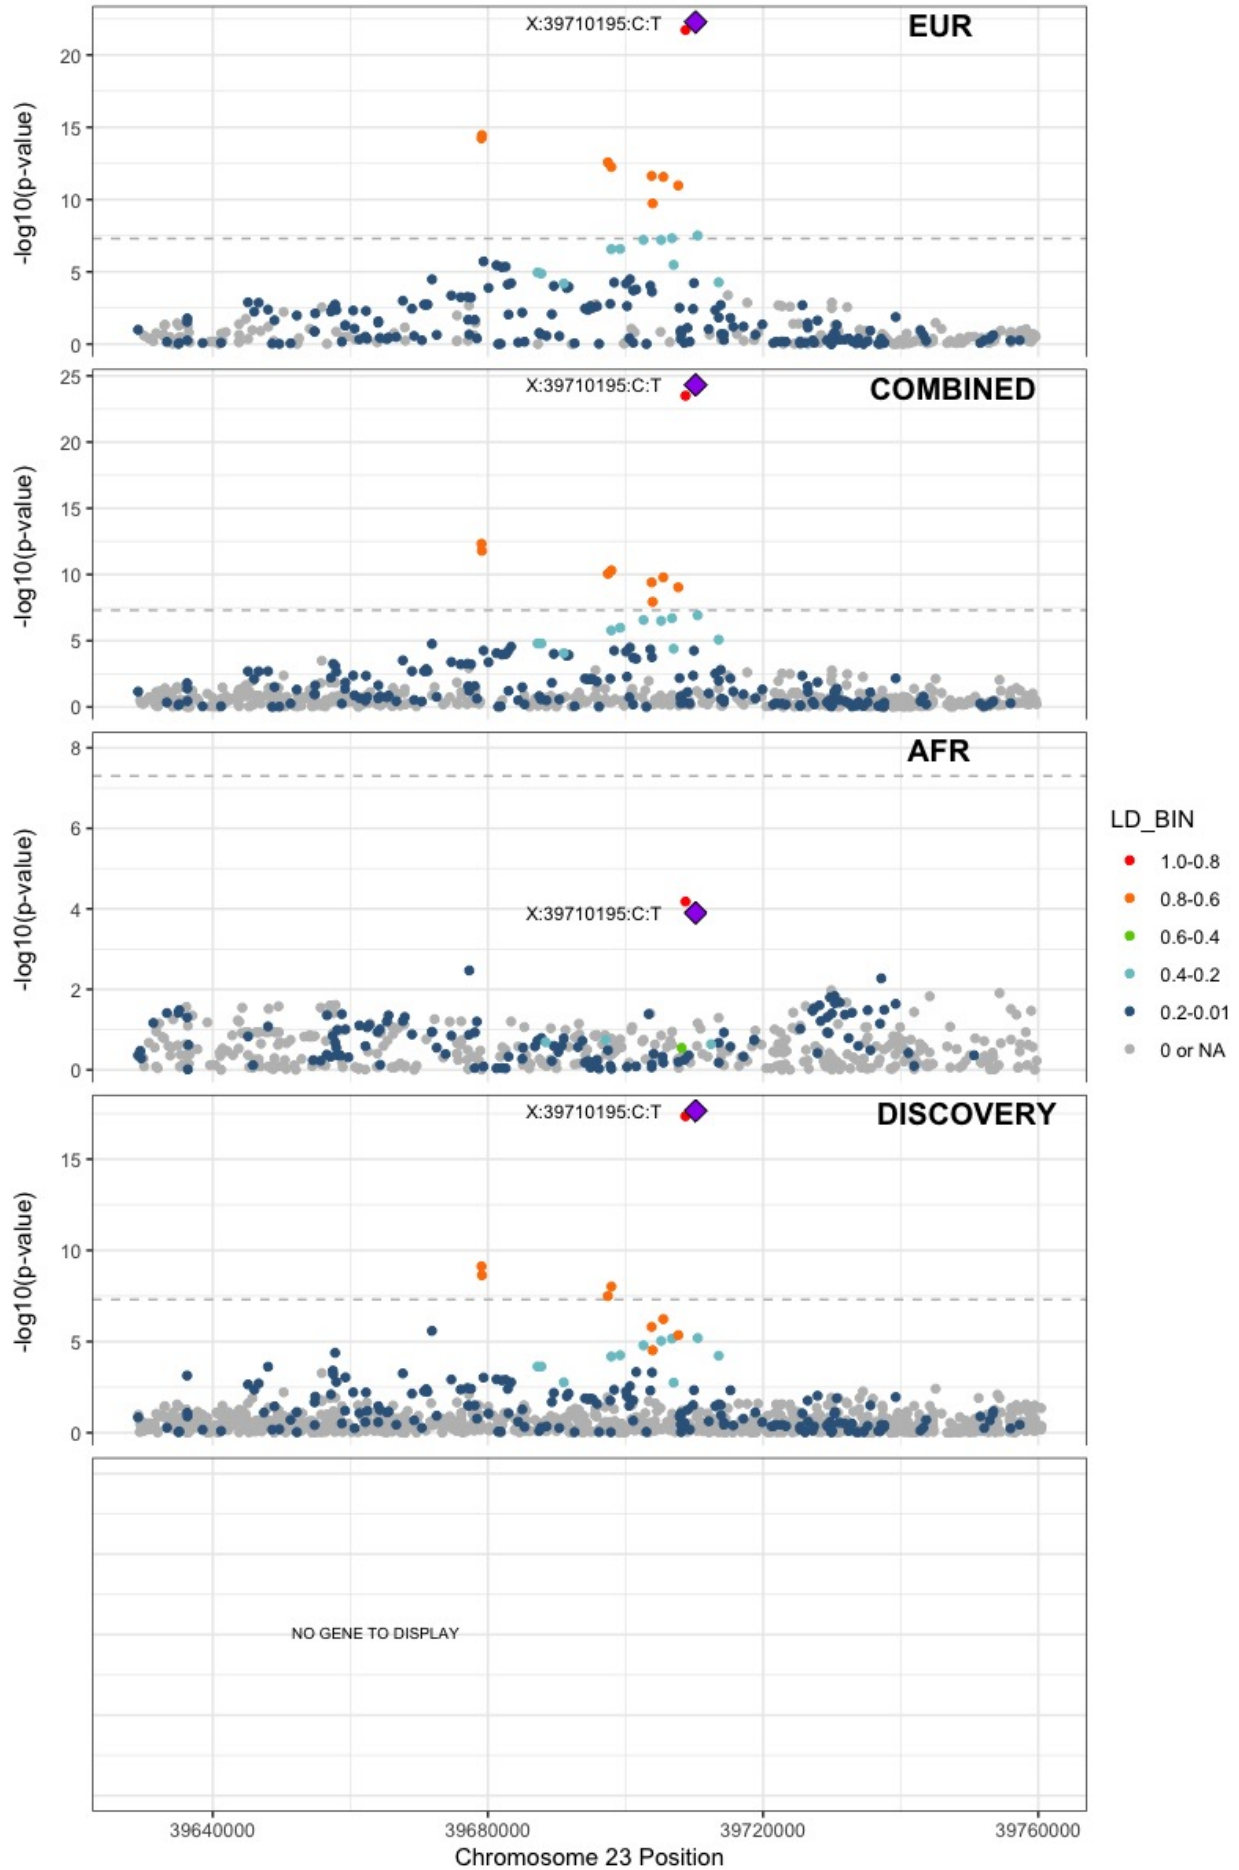 X:39710195:C:T
EUR
20
15
10
5
0
-log10(p-value)
X:39710195:C:T
COMBINED
25
20
15
10
5
0
-log10(p-value)
AFR
8
6
4
2
0
-log10(p-value)
X:39710195:C:T
LD_BIN
1.0-0.8
0.8-0.6
0.6-0.4
0.4-0.2
0.2-0.01
0 or NA
X:39710195:C:T
DISCOVERY
15
10
5
0
-log10(p-value)
NO GENE TO DISPLAY
39640000
39680000
39720000
39760000
Chromosome 23 Position